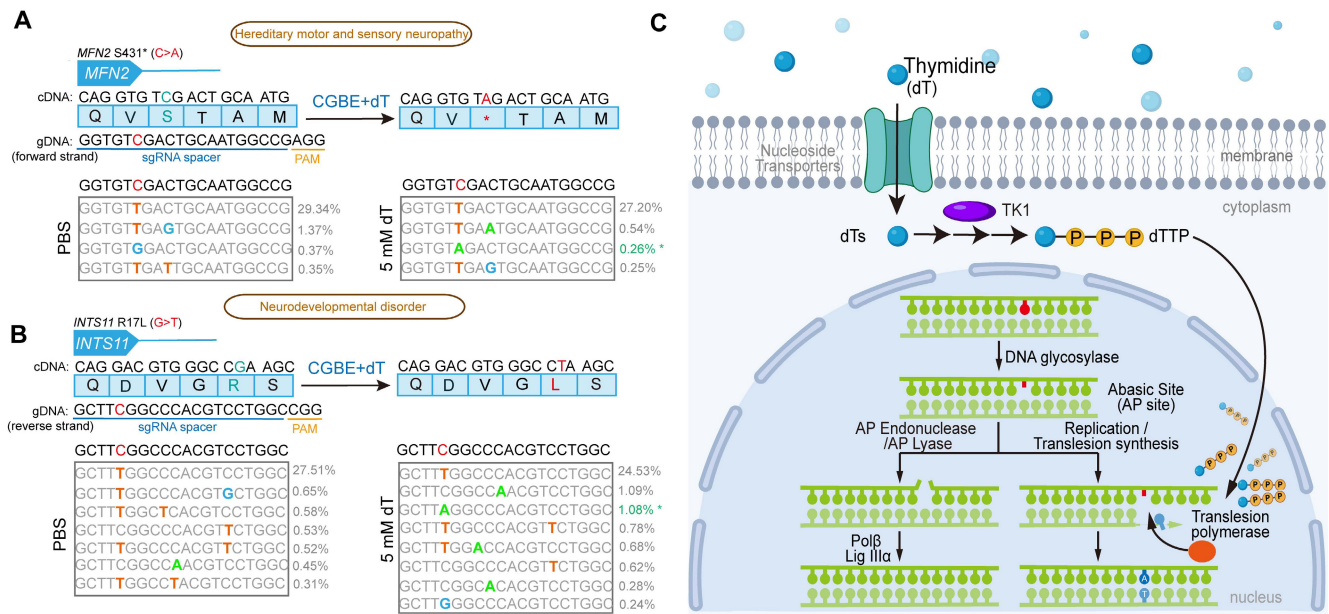 A
Hereditary motor and sensory neuropathy
MFN2 S431* (C>A)
MFN2
cDNA: CAG GTG TCG ACT GCA ATG
Q V S T A M
gDNA: GGTGTCGACTGCAATGGCCGAGG
(forward strand) sgRNA spacer PAM
CGBE+dT
CAG GTG TAG ACT GCA ATG
Q V * T A M
PBS
GGTGTCGACTGCAATGGCCG
GGTGTTGACTGCAATGGCCG 29.34%
GGTGTTGAGTGCAATGGCCG 1.37%
GGTGTGGACTGCAATGGCCG 0.37%
GGTGTTGATTGCAATGGCCG 0.35%
5 mM dT
GGTGTCGACTGCAATGGCCG
GGTGTTGACTGCAATGGCCG 27.20%
GGTGTTGAATGCAATGGCCG 0.54%
GGTGTAGACTGCAATGGCCG 0.26% *
GGTGTTGAGTGCAATGGCCG 0.25%
B
Neurodevelopmental disorder
INTS11 R17L (G>T)
INTS11
cDNA: CAG GAC GTG GGC CGA AGC
Q D V G R S
gDNA: GCTTCGGCCCACGTCCTGGCCGG
(reverse strand) sgRNA spacer PAM
CGBE+dT
CAG GAC GTG GGC CTA AGC
Q D V G L S
PBS
GCTTCGGCCCACGTCCTGGC
GCTTTGGCCCACGTCCTGGC 27.51%
GCTTCGGCCCACGTCGCTGGC 0.65%
GCTTTGGCTCACGTCCTGGC 0.58%
GCTTCGGCCCACGTTCTGGC 0.53%
GCTTTGGCCCACGTTCTGGC 0.52%
GCTTCGGCCAACGTCCTGGC 0.45%
GCTTTGGCCTACGTCCTGGC 0.31%
5 mM dT
GCTTCGGCCCACGTCCTGGC
GCTTTGGCCCACGTCCTGGC 24.53%
GCTTCGGCCAACGTCCTGGC 1.09%
GCTTAGGCCCACGTCCTGGC 1.08% *
GCTTTGGCCCACGTTCTGGC 0.78%
GCTTTGGACCACGTCCTGGC 0.68%
GCTTCGGCCCACGTTCTGGC 0.62%
GCTTCGGCACACGTCCTGGC 0.28%
GCTTGGGCCCACGTCCTGGC 0.24%
C
Thymidine
(dT)
Nucleoside
Transporters
membrane
cytoplasm
TK1
dTs
P P P dTTP
DNA glycosylase
Abasic Site
(AP site)
AP Endonuclease
/AP Lyase
Replication /
Translesion synthesis
P P P
P P P
P P P
P P P
P P P
Translesion
polymerase
Polβ
Lig IIIα
A
T
nucleus